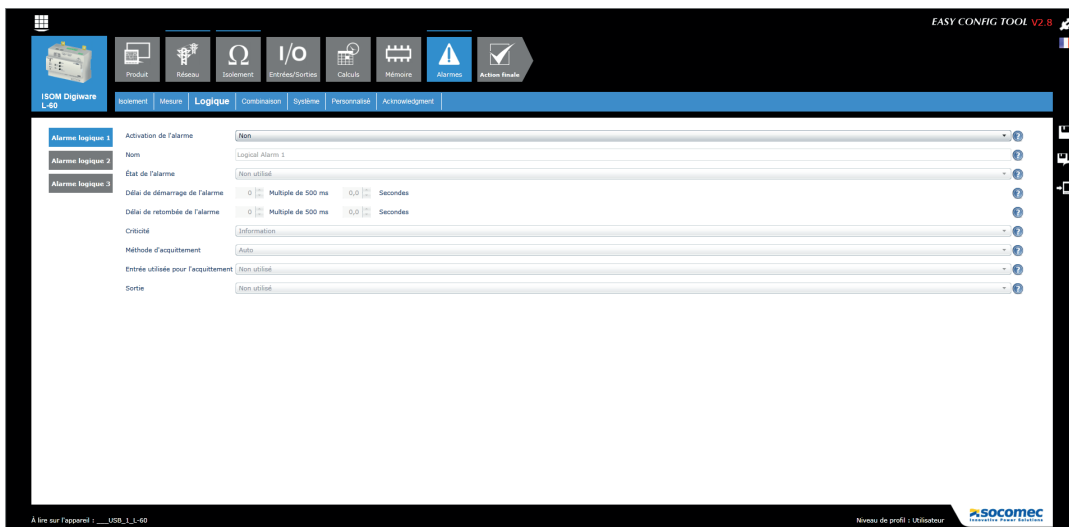 EASY CONFIG TOOL V2.8
ISOM Digiware
L-60
Produit
Réseau
Ω
Isolement
I/O
Entrées/Sorties
Calculs
Mémoire
Alarmes
Action finale
Isolement
Mesure
Logique
Combinaison
Système
Personnalisé
Acknowledgment
Alarme logique 1
Alarme logique 2
Alarme logique 3
Activation de l'alarme Non ?
Nom Logical Alarm 1 ?
État de l'alarme Non utilisé ?
Délai de démarrage de l'alarme 0 Multiple de 500 ms 0,0 Secondes ?
Délai de retombée de l'alarme 0 Multiple de 500 ms 0,0 Secondes ?
Criticité Information ?
Méthode d'acquittement Auto ?
Entrée utilisée pour l'acquittement Non utilisé ?
Sortie Non utilisé ?
À lire sur l'appareil : ___USB_1_L-60
Niveau de profil : Utilisateur
socomec
Innovative Power Solutions